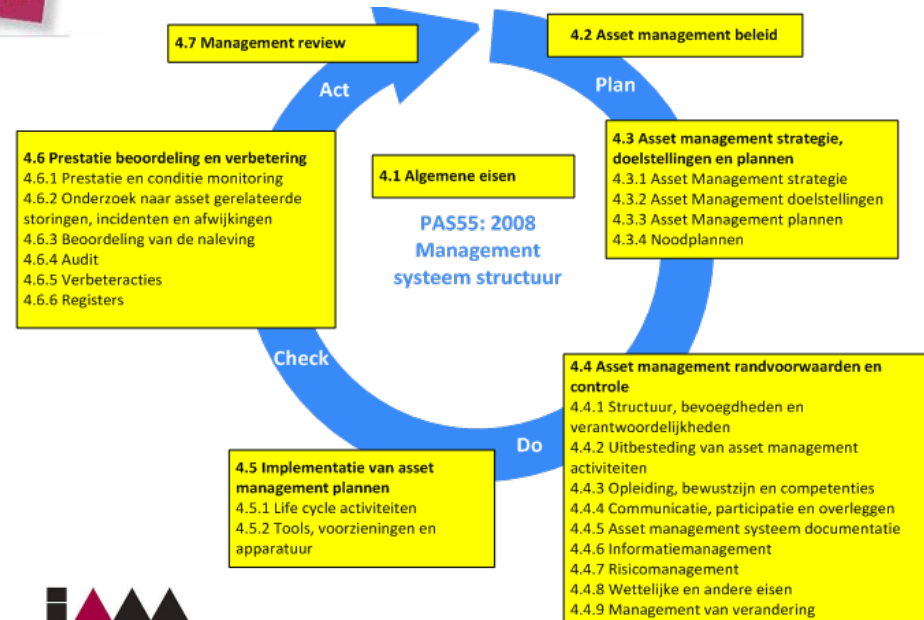 4.7 Management review
4.2 Asset management beleid
Act
Plan
4.6 Prestatie beoordeling en verbetering
4.6.1 Prestatie en conditie monitoring
4.6.2 Onderzoek naar asset gerelateerde
storingen, incidenten en afwijkingen
4.6.3 Beoordeling van de naleving
4.6.4 Audit
4.6.5 Verbeteracties
4.6.6 Registers
4.1 Algemene eisen
4.3 Asset management strategie,
doelstellingen en plannen
4.3.1 Asset Management strategie
4.3.2 Asset Management doelstellingen
4.3.3 Asset Management plannen
4.3.4 Noodplannen
PAS55: 2008
Management
systeem structuur
Check
Do
4.4 Asset management randvoorwaarden en
controle
4.4.1 Structuur, bevoegdheden en
verantwoordelijkheden
4.4.2 Uitbesteding van asset management
activiteiten
4.4.3 Opleiding, bewustzijn en competenties
4.4.4 Communicatie, participatie en overleggen
4.4.5 Asset management systeem documentatie
4.4.6 Informatiemanagement
4.4.7 Risicomanagement
4.4.8 Wettelijke en andere eisen
4.4.9 Management van verandering
4.5 Implementatie van asset
management plannen
4.5.1 Life cycle activiteiten
4.5.2 Tools, voorzieningen en
apparatuur